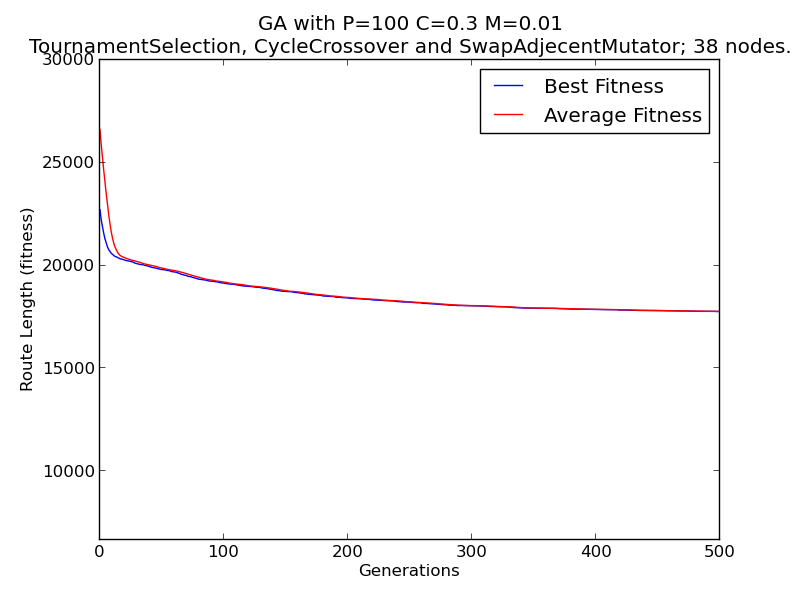 GA with P=100 C=0.3 M=0.01
TournamentSelection, CycleCrossover and SwapAdjecentMutator; 38 nodes.
30000
25000
20000
15000
10000
Route Length (fitness)
Best Fitness
Average Fitness
0
100
200
300
400
500
Generations